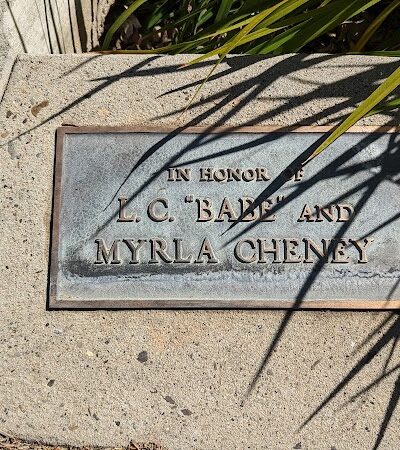 IN HONOR OF
L. C. "BABE" AND
MYRLA CHENEY